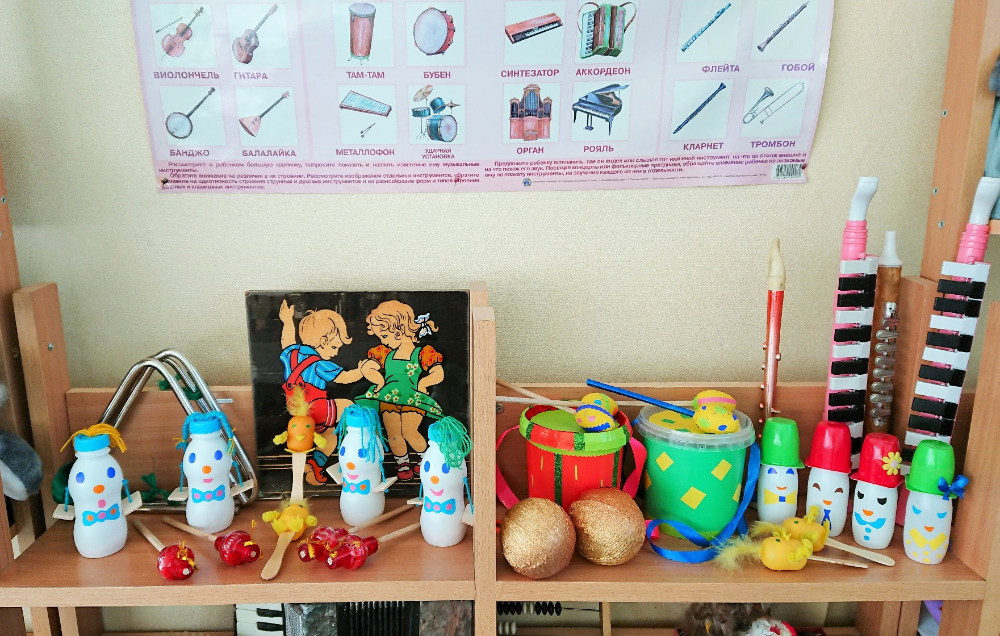 ВИОЛОНЧЕЛЬ ГИТАРА ТАМ-ТАМ БУБЕН СИНТЕЗАТОР АККОРДЕОН ФЛЕЙТА ГОБОЙ
БАНДЖО БАЛАЛАЙКА МЕТАЛЛОФОН УДАРНАЯ УСТАНОВКА ОРГАН РОЯЛЬ КЛАРНЕТ ТРОМБОН
Рассмотрите с ребенком большую картинку, попросите показать и назвать известные ему музыкальные
инструменты.
Обратите внимание на различия в их строении. Рассмотрите изображения отдельных инструментов, обратите
внимание на однотипность строения струнных и духовых инструментов и на разнообразие форм и типов строения
ударных и клавишных инструментов.
Предложите ребенку вспомнить, где он видел или слышал тот или иной инструмент, на что он похож внешне и
на что похож его звук. Посещая концерты или фольклорные праздники, обращайте внимание ребенка на знакомые
ему по плакату инструменты, на звучание каждого из них в отдельности.